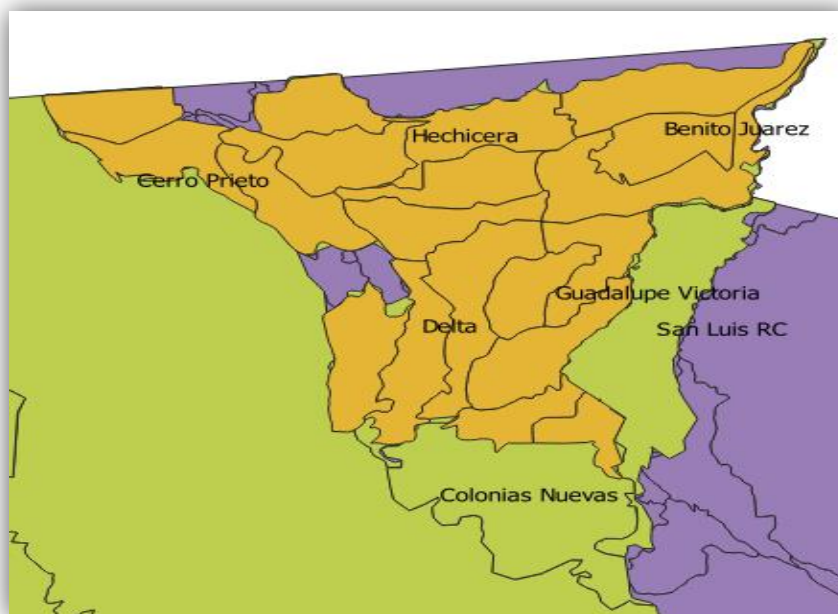 Hechicera
Benito Juarez
Cerro Prieto
Guadalupe Victoria
Delta
San Luis RC
Colonias Nuevas